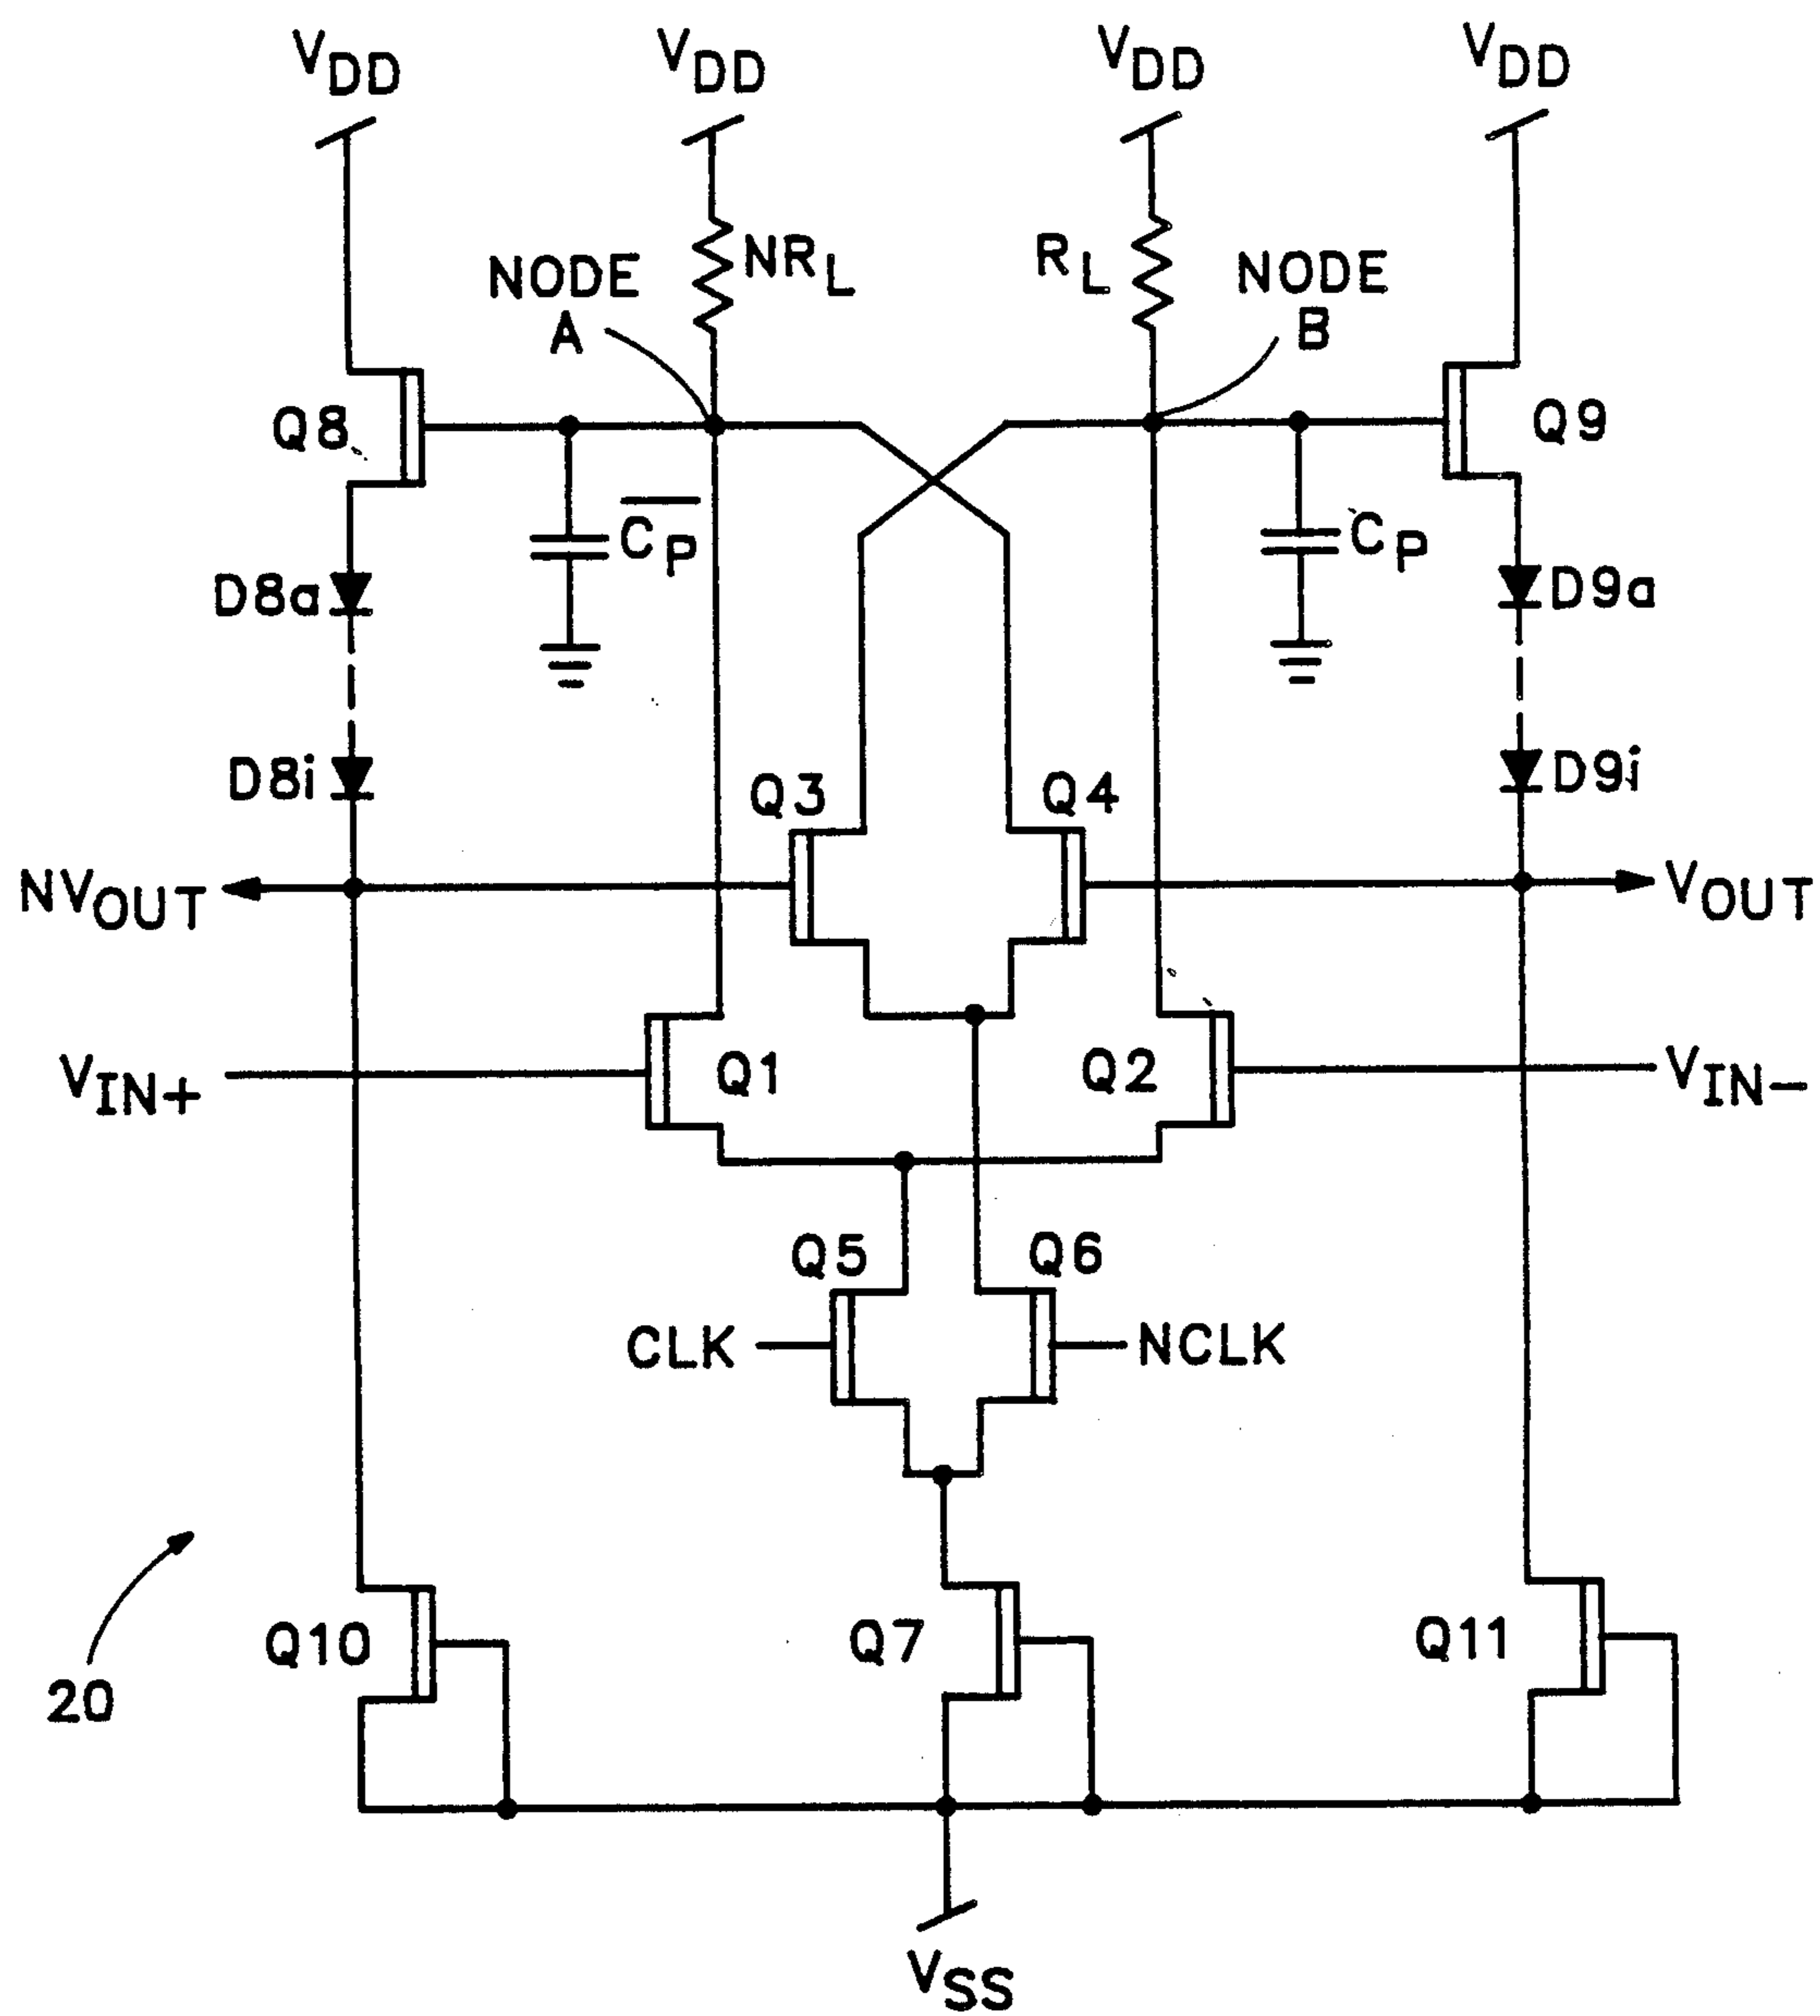 VDD VDD VDD VDD
NRL RL
NODE A
NODE B
Q8 Q9
CP CP
D8a D9a
D8i D9i
Q3 Q4
NVOUT VOUT
VIN+ Q1 Q2 VIN−
Q5 Q6
CLK NCLK
Q10 Q7 Q11
20
VSS